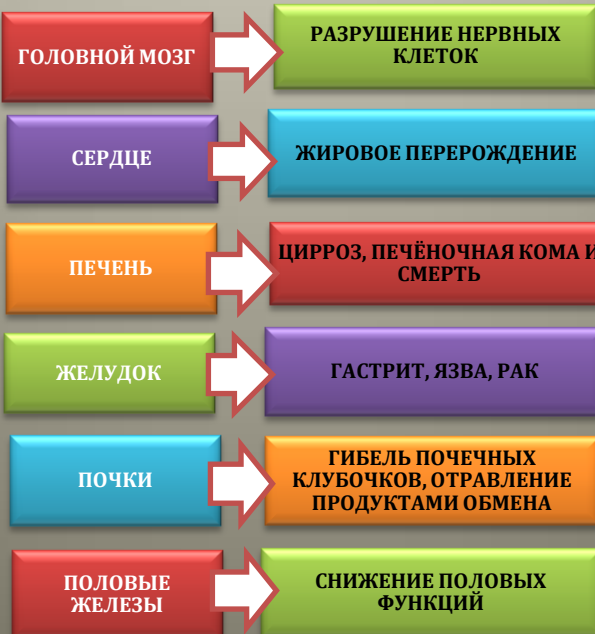 ГОЛОВНОЙ МОЗГ
РАЗРУШЕНИЕ НЕРВНЫХ
КЛЕТОК
СЕРДЦЕ
ЖИРОВОЕ ПЕРЕРОЖДЕНИЕ
ПЕЧЕНЬ
ЦИРРОЗ, ПЕЧЁНОЧНАЯ КОМА И
СМЕРТЬ
ЖЕЛУДОК
ГАСТРИТ, ЯЗВА, РАК
ПОЧКИ
ГИБЕЛЬ ПОЧЕЧНЫХ
КЛУБОЧКОВ, ОТРАВЛЕНИЕ
ПРОДУКТАМИ ОБМЕНА
ПОЛОВЫЕ
ЖЕЛЕЗЫ
СНИЖЕНИЕ ПОЛОВЫХ
ФУНКЦИЙ